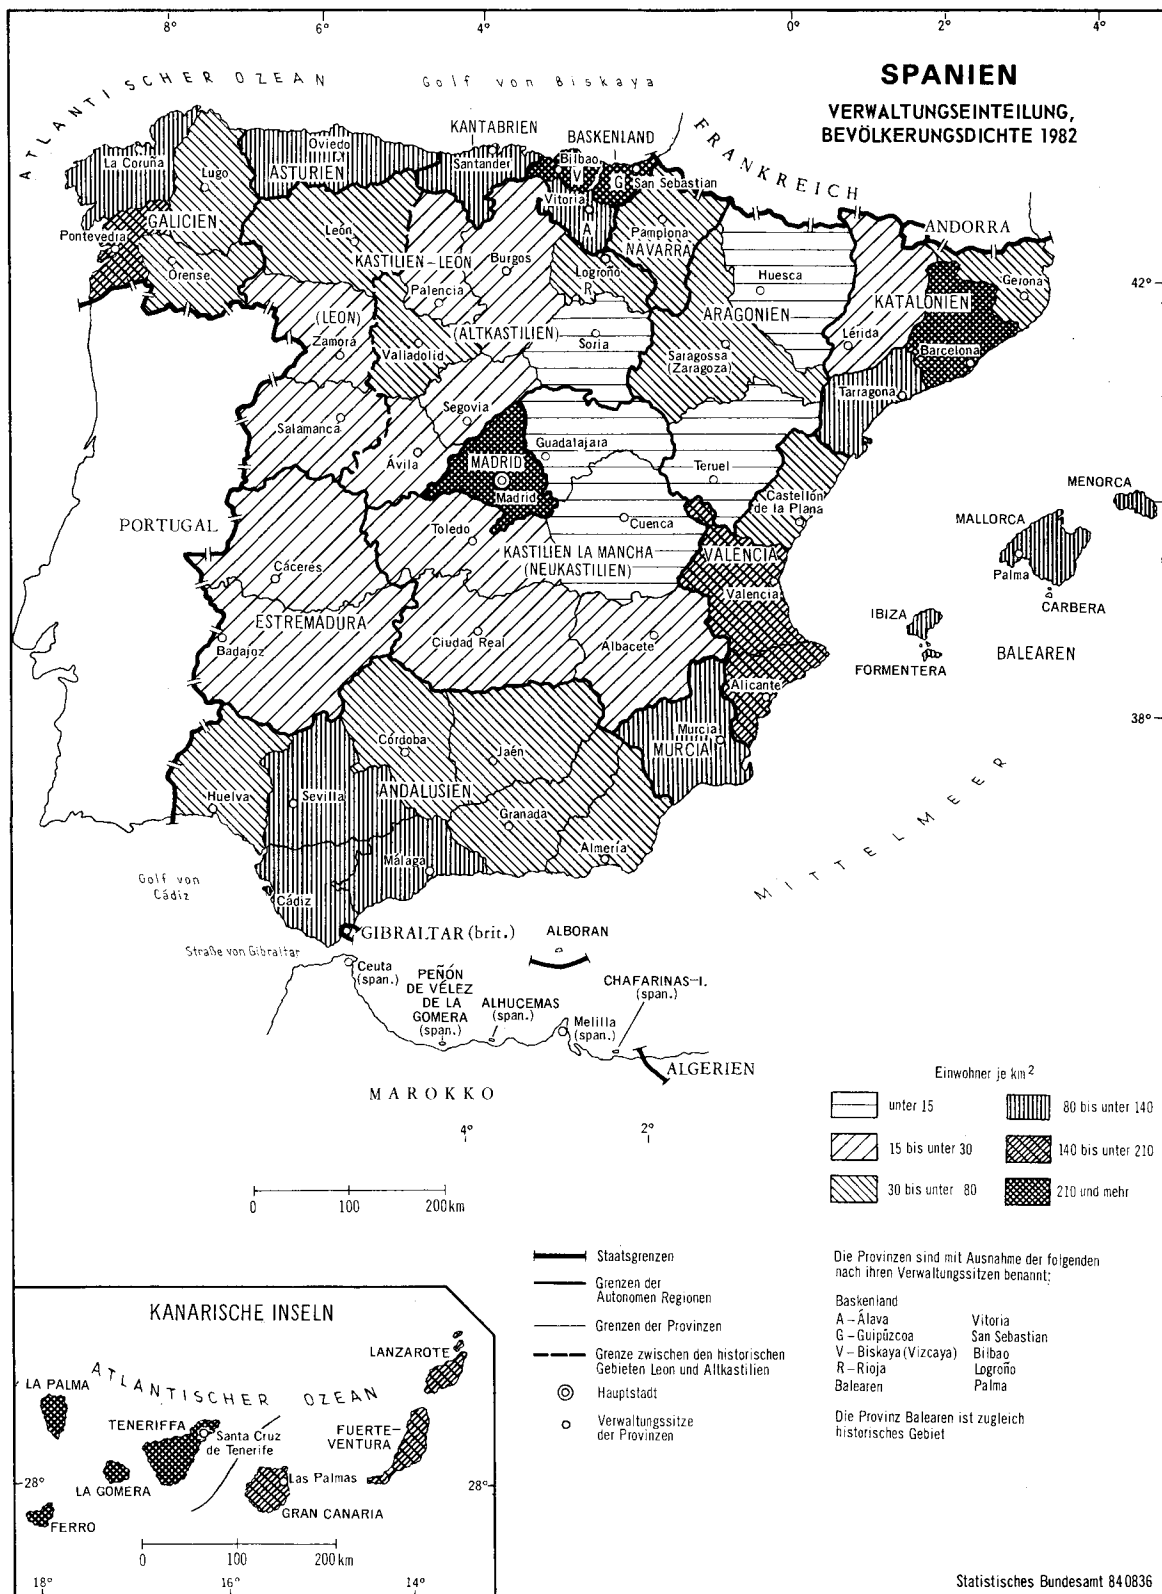 8° 6° 4° 0° 2° 4°
SPANIEN
VERWALTUNGSEINTEILUNG,
BEVÖLKERUNGSDICHTE 1982
ATLANTISCHER OZEAN
Golf von Biskaya
FRANKREICH
ANDORRA
KANTABRIEN
BASKENLAND
La Coruña
Lugo
Oviedo
ASTURIEN
Santander
Bilbao
V
G
San Sebastian
Vitoria
A
GALICIEN
Pontevedra
Orense
León
KASTILIEN-LEÓN
Burgos
Palencia
Pamplona
NAVARRA
Logroño
R
Huesca
ARAGONIEN
KATALONIEN
Gerona
42°
(LEON)
Zamorá
Valladolid
(ALTKASTILIEN)
Soria
Saragossa
(Zaragoza)
Lérida
Barcelona
Tarragona
Salamanca
Segovia
Ávila
MADRID
Madrid
Guadalajara
Teruel
Castellón
de la Plana
MENORCA
MALLORCA
Palma
CARBERA
IBIZA
FORMENTERA
BALEAREN
PORTUGAL
Toledo
Cuenca
KASTILIEN LA MANCHA
(NEUKASTILIEN)
VALENCIA
Valencia
Cáceres
ESTREMADURA
Badajoz
Ciudad Real
Albacete
Alicante
38°
Murcia
MURCIA
Córdoba
Jaén
ANDALUSIEN
Huelva
Sevilla
Granada
Almería
Málaga
Cádiz
MITTELMEER
Golf von
Cádiz
Straße von Gibraltar
GIBRALTAR (brit.)
ALBORAN
Ceuta
(span.)
PEÑÓN
DE VÉLEZ
DE LA
GOMERA
(span.)
ALHUCEMAS
(span.)
Melilla
(span.)
CHAFARINAS-I.
(span.)
ALGERIEN
MAROKKO
4° 2°
Einwohner je km²
unter 15
15 bis unter 30
30 bis unter 80
80 bis unter 140
140 bis unter 210
210 und mehr
0 100 200 km
Staatsgrenzen
Grenzen der
Autonomen Regionen
Grenzen der Provinzen
Grenze zwischen den historischen
Gebieten Leon und Altkastilien
Hauptstadt
Verwaltungssitze
der Provinzen
Die Provinzen sind mit Ausnahme der folgenden
nach ihren Verwaltungssitzen benannt:
Baskenland
A – Álava Vitoria
G – Guipúzcoa San Sebastian
V – Biskaya (Vizcaya) Bilbao
R – Rioja Logroño
Balearen Palma
Die Provinz Balearen ist zugleich
historisches Gebiet
KANARISCHE INSELN
ATLANTISCHER OZEAN
LANZAROTE
LA PALMA
TENERIFFA
Santa Cruz
de Tenerife
FUERTE-
VENTURA
LA GOMERA
Las Palmas
GRAN CANARIA
FERRO
28° 28°
0 100 200 km
18° 16° 14°
Statistisches Bundesamt 840836